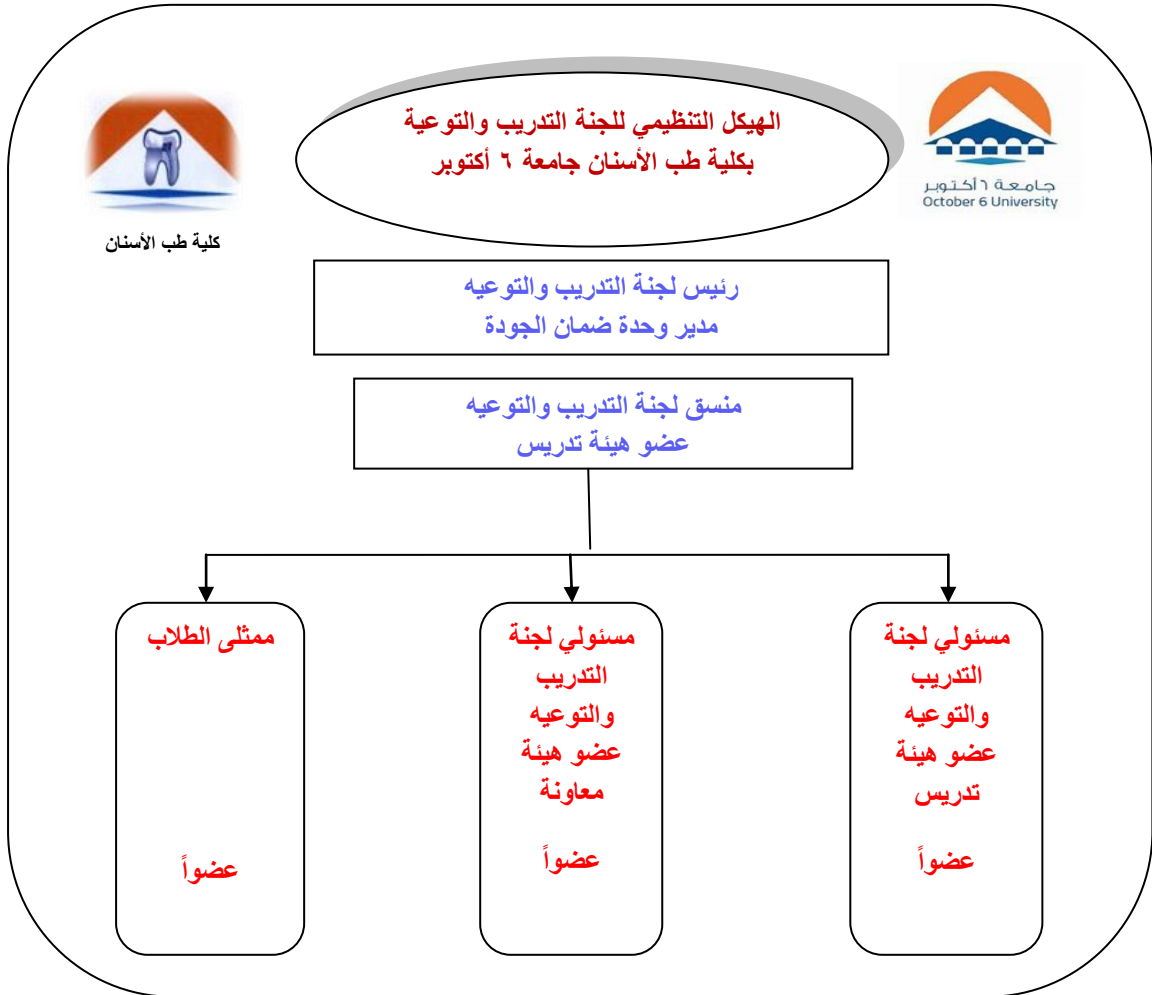 الهيكل التنظيمي للجنة التدريب والتوعية
بكلية طب الأسنان جامعة ٦ أكتوبر
جامعة ٦ أكتوبر
October 6 University
كلية طب الأسنان
رئيس لجنة التدريب والتوعيه
مدير وحدة ضمان الجودة
منسق لجنة التدريب والتوعيه
عضو هيئة تدريس
مسئولي لجنة
التدريب
والتوعيه
عضو هيئة
تدريس
عضواً
مسئولي لجنة
التدريب
والتوعيه
عضو هيئة
معاونة
عضواً
ممثلى الطلاب
عضواً